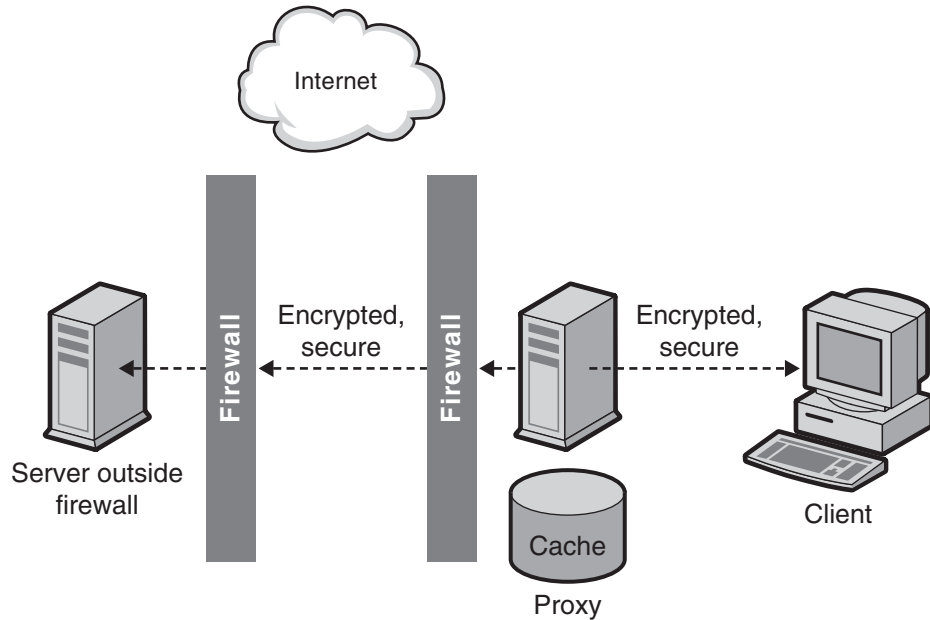 Internet
Firewall
Firewall
Encrypted,
secure
Encrypted,
secure
Server outside
firewall
Cache
Proxy
Client